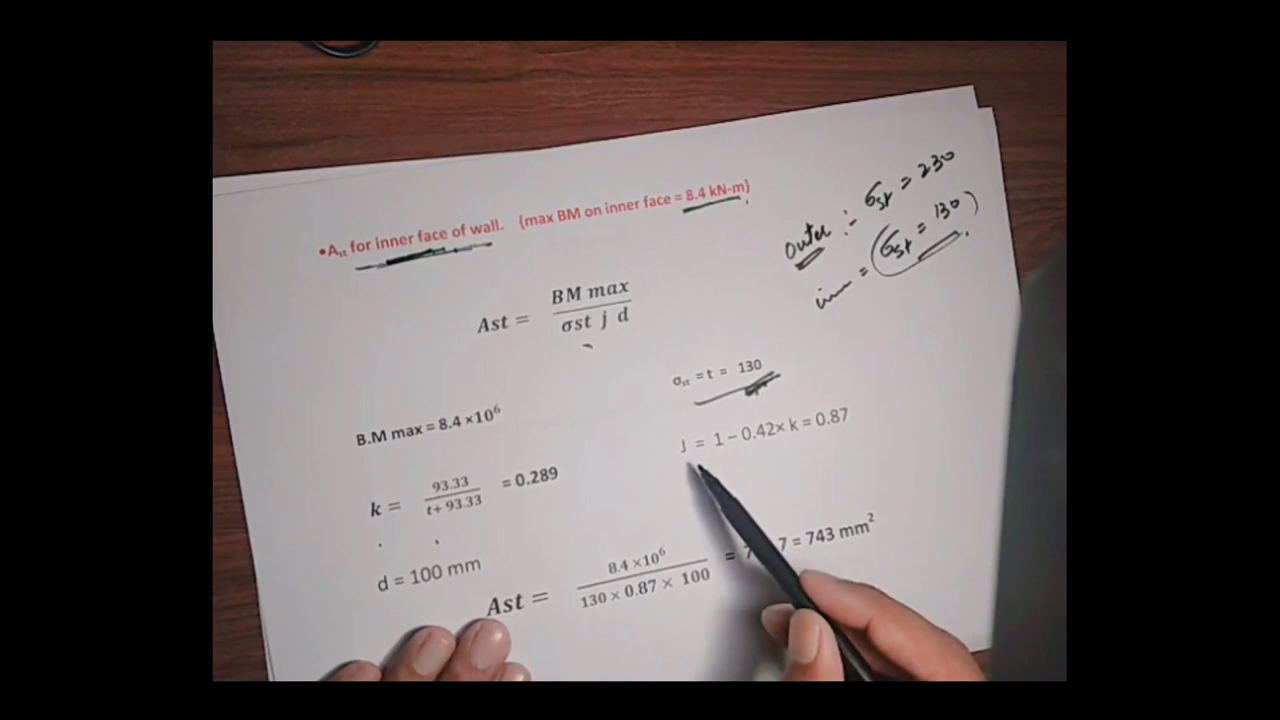 •Ast for inner face of wall. {max BM on inner face = 8.4 kN-m}
outer :- σst = 230
= (σst = 130)
Ast = BM max / σst j d
σst = t = 130
B.M max = 8.4 ×10⁶
J = 1 – 0.42× k = 0.87
k = 93.33 / t+ 93.33 = 0.289
d = 100 mm
Ast = 8.4 ×10⁶ / 130 × 0.87 × 100 = 7 7 = 743 mm²